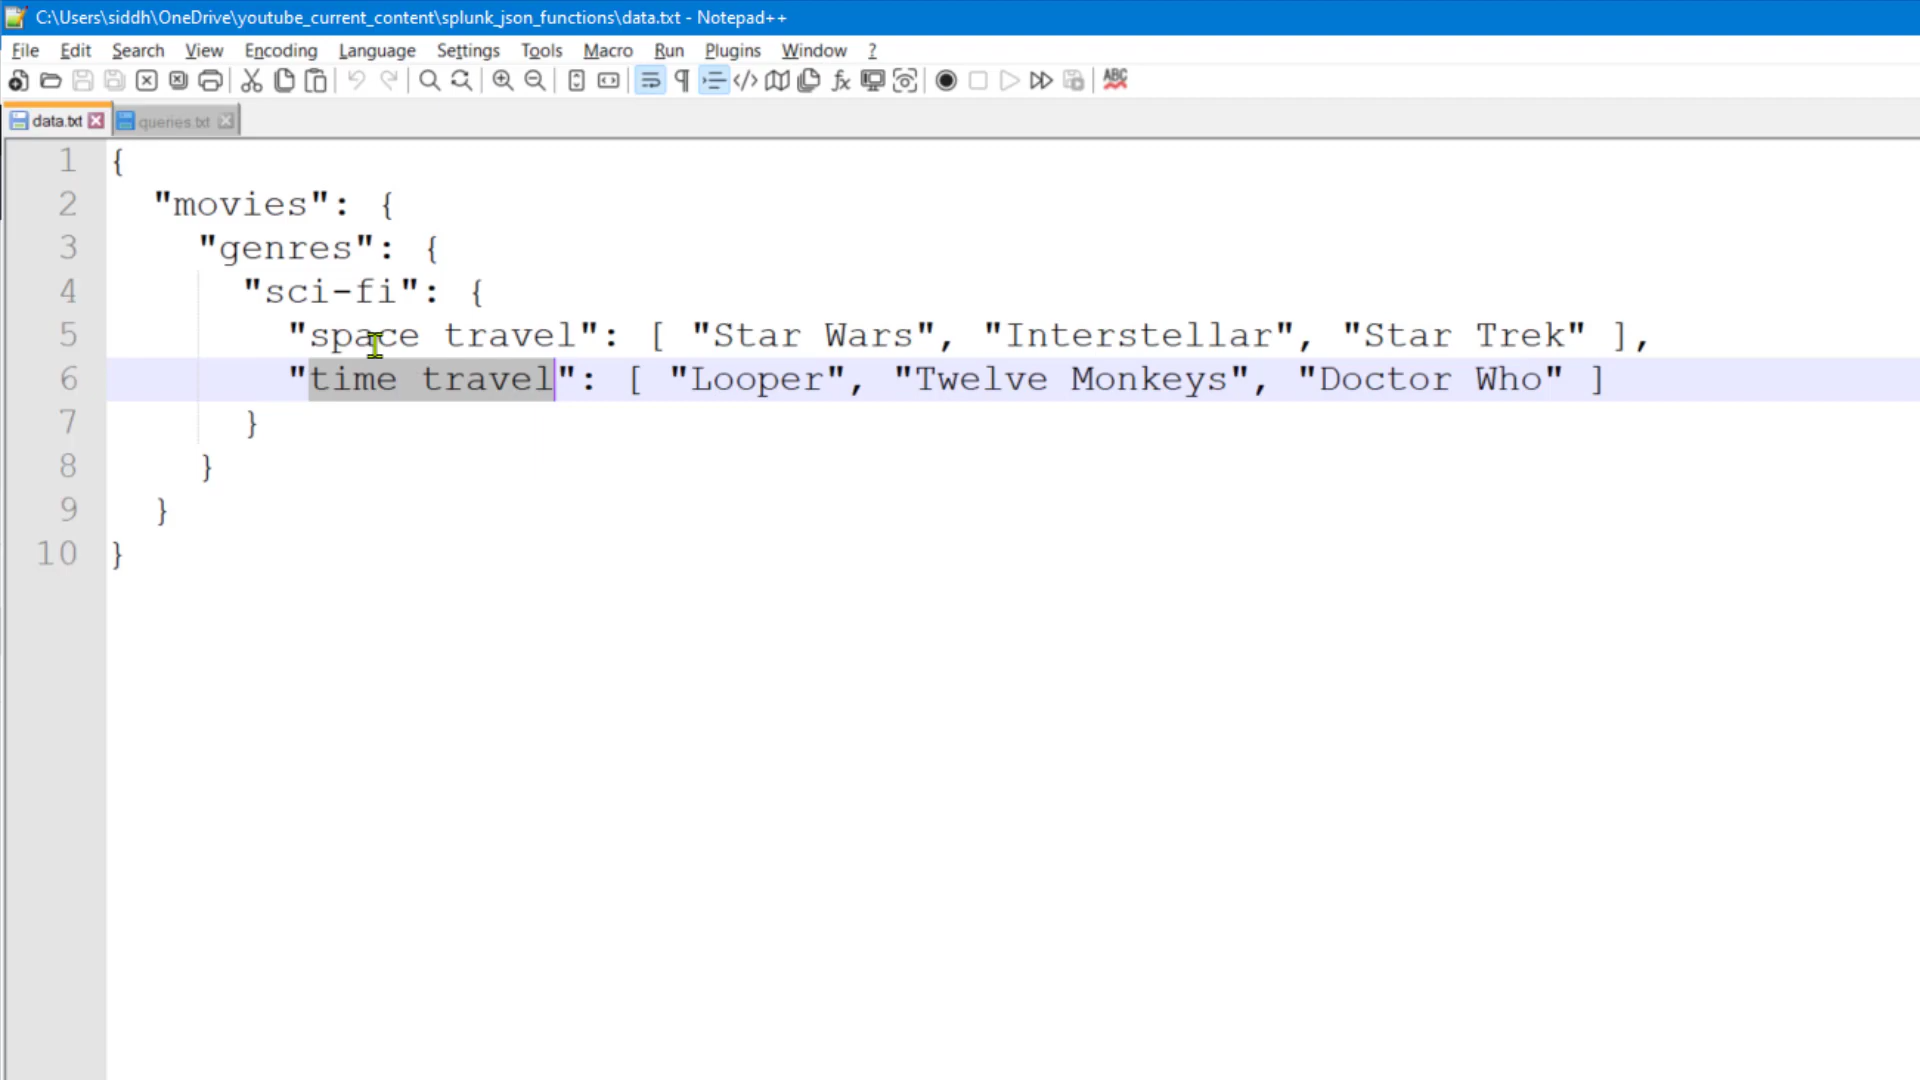 C:\Users\siddh\OneDrive\youtube_current_content\splunk_json_functions\data.txt - Notepad++
File Edit Search View Encoding Language Settings Tools Macro Run Plugins Window ?
ABC
data.txt queries.txt
1 {
2 "movies": {
3 "genres": {
4 "sci-fi": {
5 "space travel": [ "Star Wars", "Interstellar", "Star Trek" ],
6 "time travel": [ "Looper", "Twelve Monkeys", "Doctor Who" ]
7 }
8 }
9 }
10 }